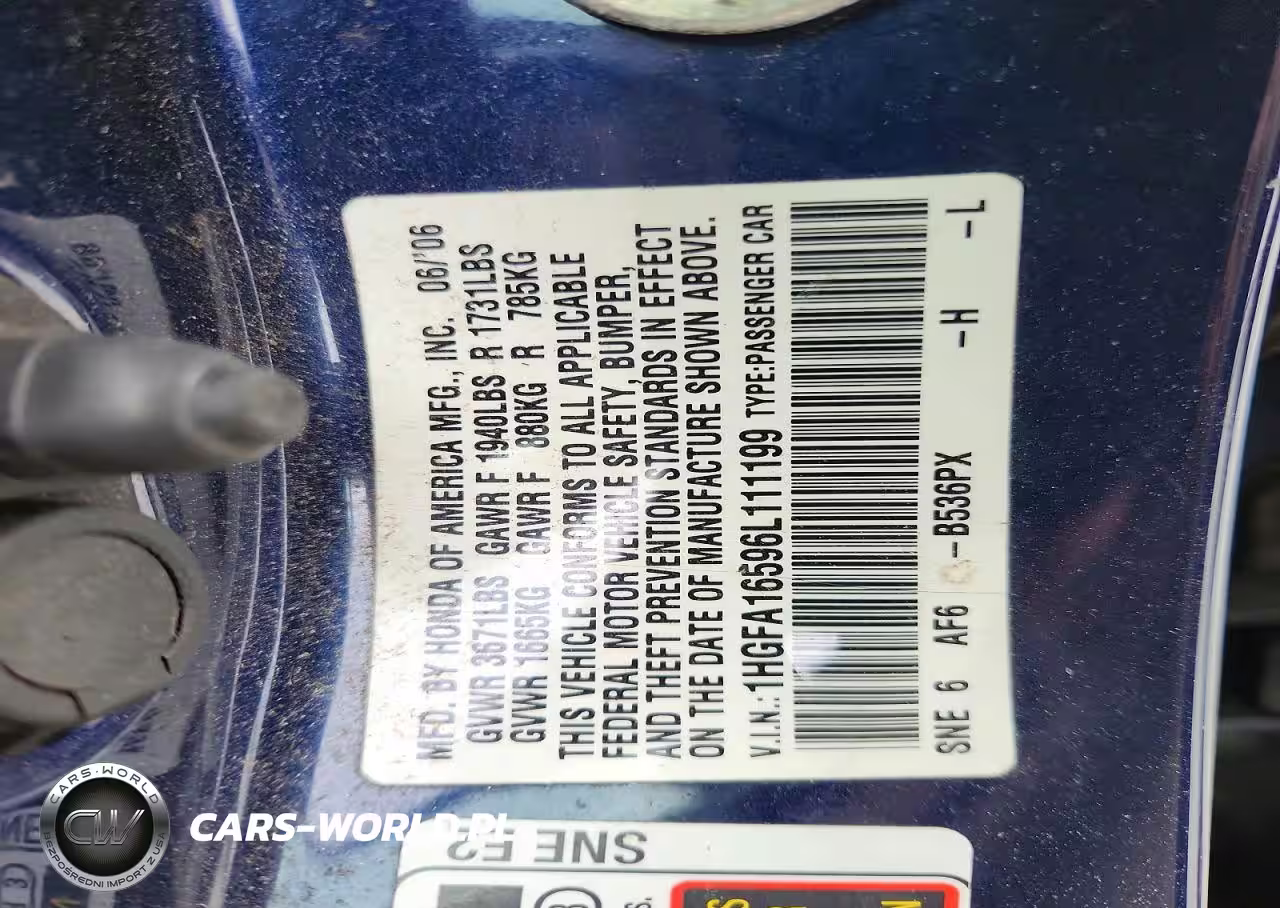 MFD. BY HONDA OF AMERICA MFG., INC. 06/'06
GVWR 3671LBS GAWR F 1940LBS R 1731LBS
GVWR 1665KG GAWR F 880KG R 785KG
THIS VEHICLE CONFORMS TO ALL APPLICABLE
FEDERAL MOTOR VEHICLE SAFETY, BUMPER,
AND THEFT PREVENTION STANDARDS IN EFFECT
ON THE DATE OF MANUFACTURE SHOWN ABOVE.
V.I.N.:1HGFA16596L111199 TYPE:PASSENGER CAR
SNE 6 AF6 -B536PX -H -L
SNE E2
CARS-WORLD
CW
BEZPOŚREDNI IMPORT Z USA
CARS-WORLD.PL